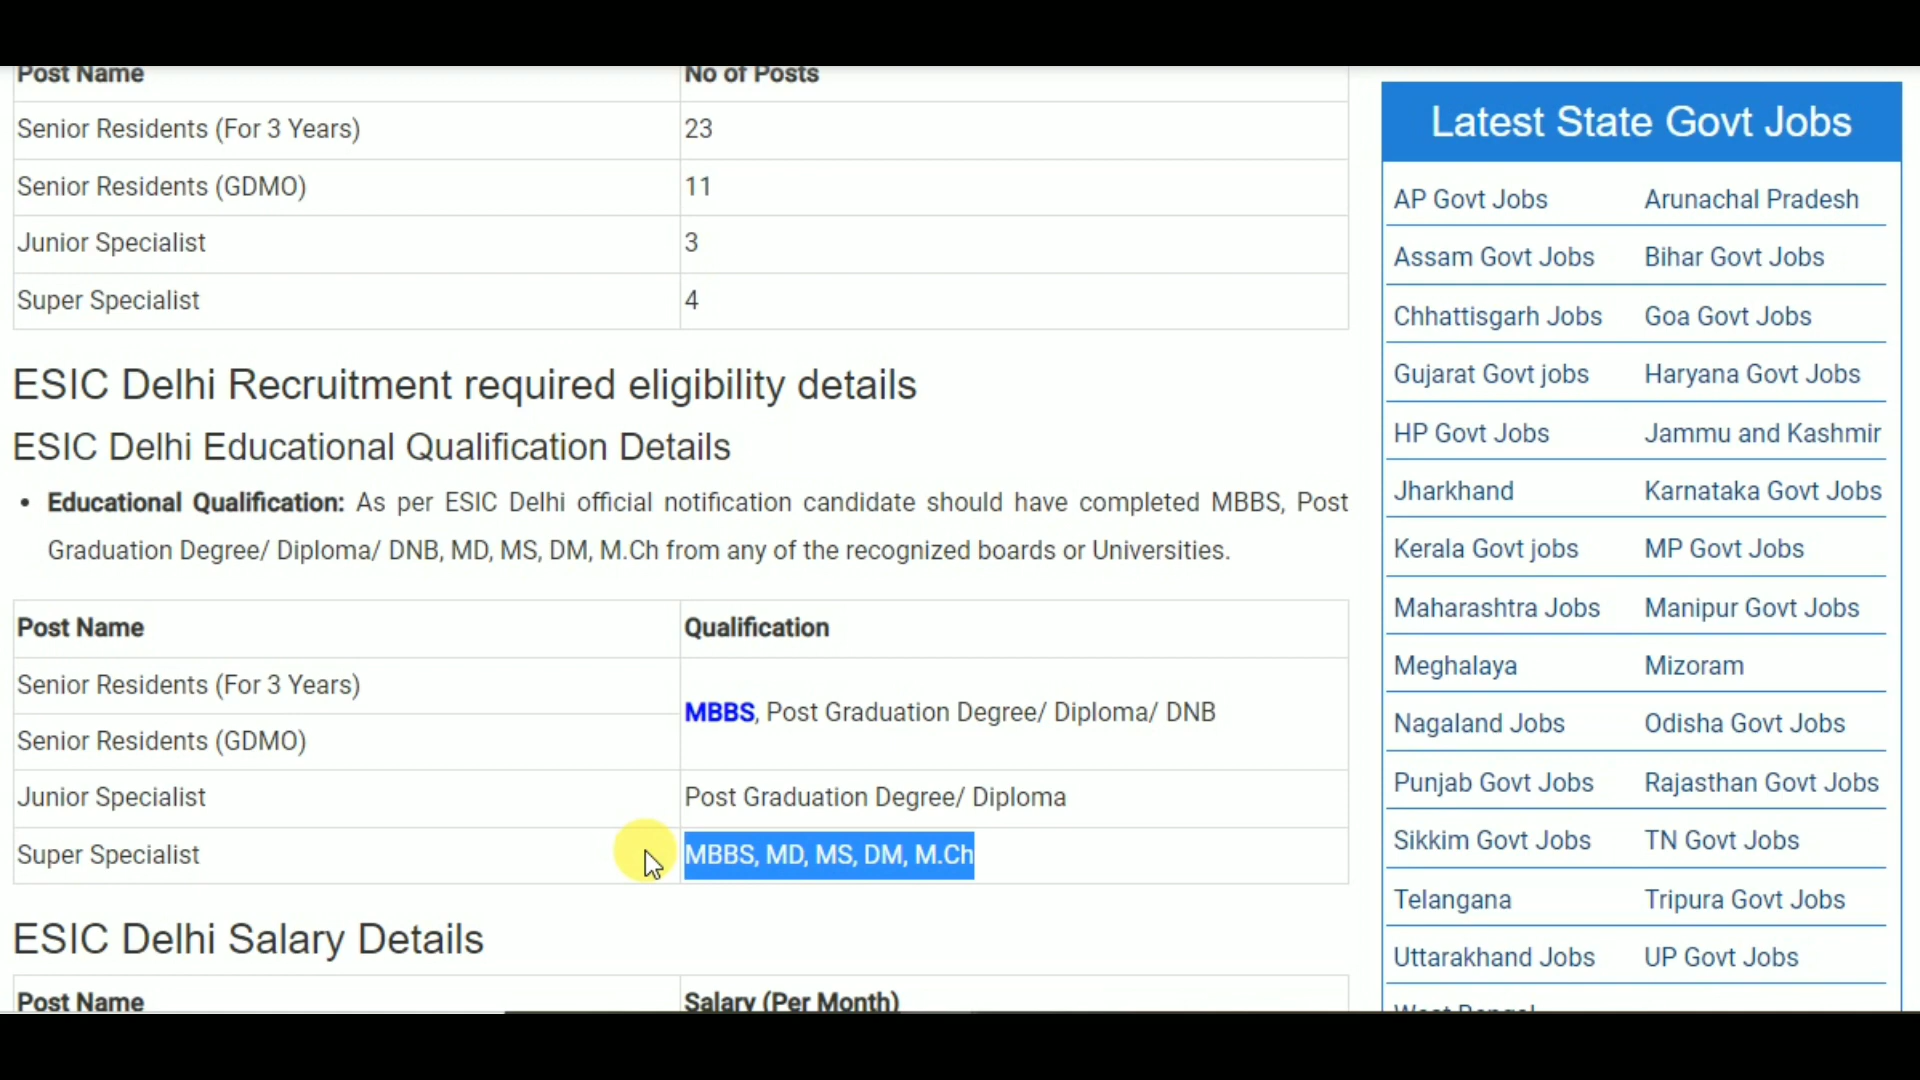 Post Name No of Posts
Senior Residents (For 3 Years) 23
Senior Residents (GDMO) 11
Junior Specialist 3
Super Specialist 4
ESIC Delhi Recruitment required eligibility details
ESIC Delhi Educational Qualification Details
• Educational Qualification: As per ESIC Delhi official notification candidate should have completed MBBS, Post
Graduation Degree/ Diploma/ DNB, MD, MS, DM, M.Ch from any of the recognized boards or Universities.
Post Name Qualification
Senior Residents (For 3 Years)
MBBS, Post Graduation Degree/ Diploma/ DNB
Senior Residents (GDMO)
Junior Specialist Post Graduation Degree/ Diploma
Super Specialist MBBS, MD, MS, DM, M.Ch
ESIC Delhi Salary Details
Post Name Salary (Per Month)
Latest State Govt Jobs
AP Govt Jobs Arunachal Pradesh
Assam Govt Jobs Bihar Govt Jobs
Chhattisgarh Jobs Goa Govt Jobs
Gujarat Govt jobs Haryana Govt Jobs
HP Govt Jobs Jammu and Kashmir
Jharkhand Karnataka Govt Jobs
Kerala Govt jobs MP Govt Jobs
Maharashtra Jobs Manipur Govt Jobs
Meghalaya Mizoram
Nagaland Jobs Odisha Govt Jobs
Punjab Govt Jobs Rajasthan Govt Jobs
Sikkim Govt Jobs TN Govt Jobs
Telangana Tripura Govt Jobs
Uttarakhand Jobs UP Govt Jobs
West Bengal